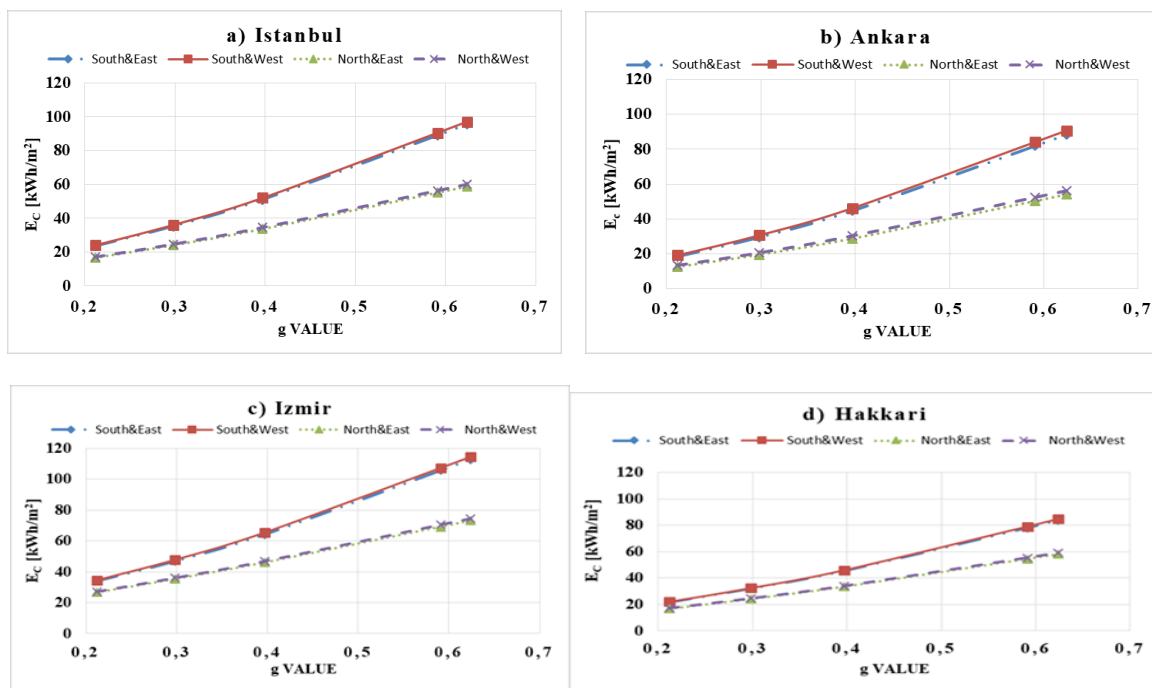 a) Istanbul
South&East South&West North&East North&West
120
100
80
60
40
20
0
E_C [kWh/m²]
0,2 0,3 0,4 0,5 0,6 0,7
g VALUE
b) Ankara
South&East South&West North&East North&West
120
100
80
60
40
20
0
E_c [kWh/m²]
0,2 0,3 0,4 0,5 0,6 0,7
g VALUE
c) Izmir
South&East South&West North&East North&West
120
100
80
60
40
20
0
E_C [kWh/m²]
0,2 0,3 0,4 0,5 0,6 0,7
g VALUE
d) Hakkari
South&East South&West North&East North&West
120
100
80
60
40
20
0
E_C [kWh/m²]
0,2 0,3 0,4 0,5 0,6 0,7
g VALUE